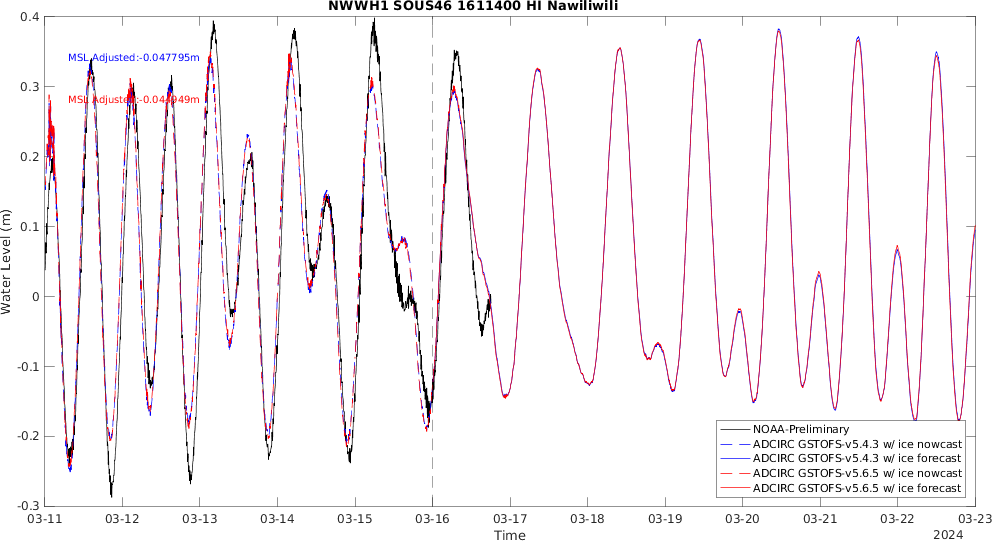 NWWH1 SOUS46 1611400 HI Nawiliwili
0.4
0.3
0.2
0.1
0
-0.1
-0.2
-0.3
Water Level (m)
MSL Adjusted:-0.047795m
MSL Adjusted:-0.044949m
NOAA-Preliminary
ADCIRC GSTOFS-v5.4.3 w/ ice nowcast
ADCIRC GSTOFS-v5.4.3 w/ ice forecast
ADCIRC GSTOFS-v5.6.5 w/ ice nowcast
ADCIRC GSTOFS-v5.6.5 w/ ice forecast
03-11 03-12 03-13 03-14 03-15 03-16 03-17 03-18 03-19 03-20 03-21 03-22 03-23
Time
2024